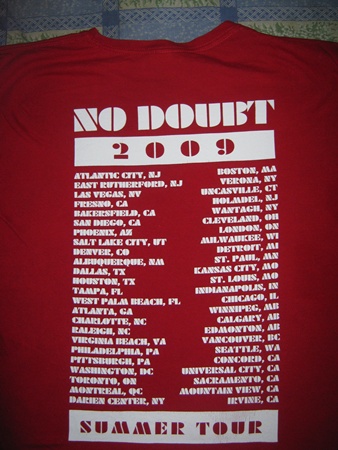 NO DOUBT
2009
ATLANTIC CITY, NJ
EAST RUTHERFORD, NJ
LAS VEGAS, NV
FRESNO, CA
BAKERSFIELD, CA
SAN DIEGO, CA
PHOENIX, AZ
SALT LAKE CITY, UT
DENVER, CO
ALBUQUERQUE, NM
DALLAS, TX
HOUSTON, TX
TAMPA, FL
WEST PALM BEACH, FL
ATLANTA, GA
CHARLOTTE, NC
RALEIGH, NC
VIRGINIA BEACH, VA
PHILADELPHIA, PA
PITTSBURGH, PA
WASHINGTON, DC
TORONTO, ON
MONTREAL, QC
DARIEN CENTER, NY
BOSTON, MA
VERONA, NY
UNCASVILLE, CT
HOLMDEL, NJ
WANTAGH, NY
CLEVELAND, OH
LONDON, ON
MILWAUKEE, WI
DETROIT, MI
ST. PAUL, MN
KANSAS CITY, MO
ST. LOUIS, MO
INDIANAPOLIS, IN
CHICAGO, IL
WINNIPEG, MB
CALGARY, AB
EDMONTON, AB
VANCOUVER, BC
SEATTLE, WA
CONCORD, CA
UNIVERSAL CITY, CA
SACRAMENTO, CA
MOUNTAIN VIEW, CA
IRVINE, CA
SUMMER TOUR